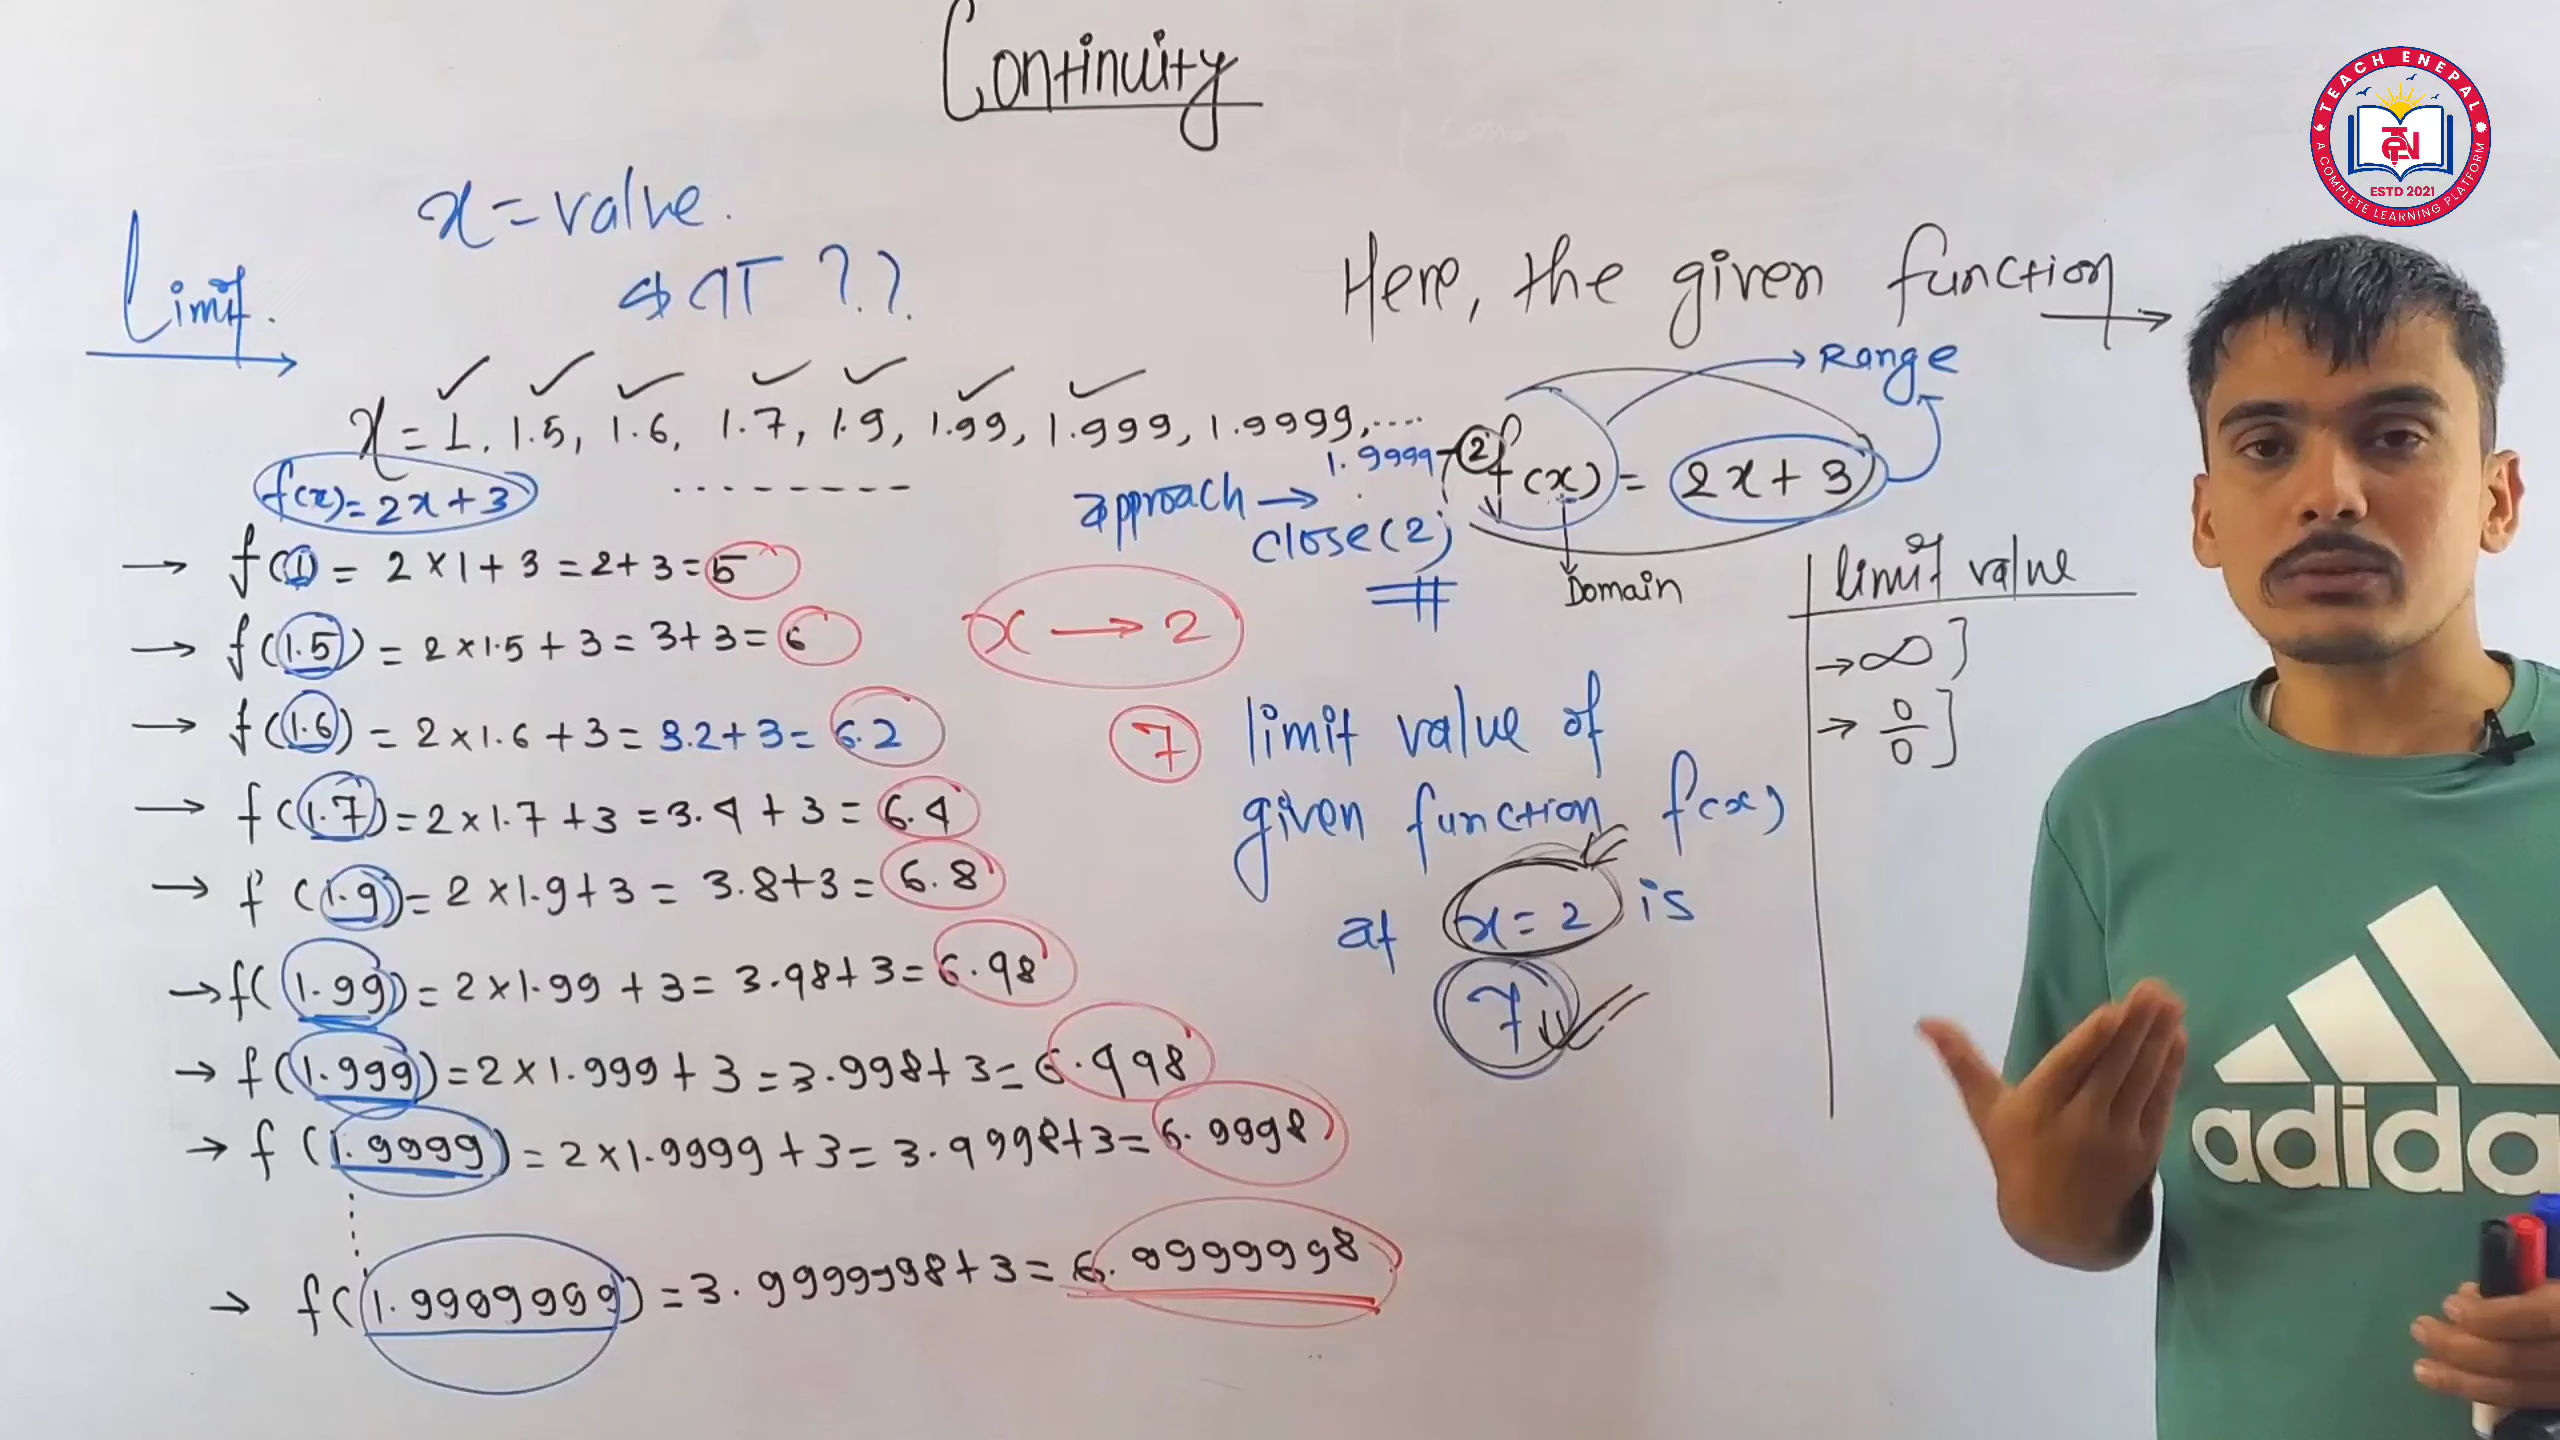 Continuity
TEACH ENEPAL
A COMPLETE LEARNING PLATFORM
ESTD 2021
Limit.
x = value.
??
x = 1, 1.5, 1.6, 1.7, 1.9, 1.99, 1.999, 1.9999, ....
---------
f(x) = 2x + 3
→ f(1) = 2 × 1 + 3 = 2 + 3 = 5
→ f(1.5) = 2 × 1.5 + 3 = 3 + 3 = 6
→ f(1.6) = 2 × 1.6 + 3 = 3.2 + 3 = 6.2
→ f(1.7) = 2 × 1.7 + 3 = 3.4 + 3 = 6.4
→ f(1.9) = 2 × 1.9 + 3 = 3.8 + 3 = 6.8
→ f(1.99) = 2 × 1.99 + 3 = 3.98 + 3 = 6.98
→ f(1.999) = 2 × 1.999 + 3 = 3.998 + 3 = 6.998
→ f(1.9999) = 2 × 1.9999 + 3 = 3.9998 + 3 = 6.9998
→ f(1.9999999) = 3.9999998 + 3 = 6.9999998
Here, the given function
Range
f(x) = 2x + 3
Domain
1.9999 → 2
approach → close(2)
x → 2
7
limit value of
given function f(x)
at x = 2 is
7
limit value
→ ∞]
→ 0/0]
adida